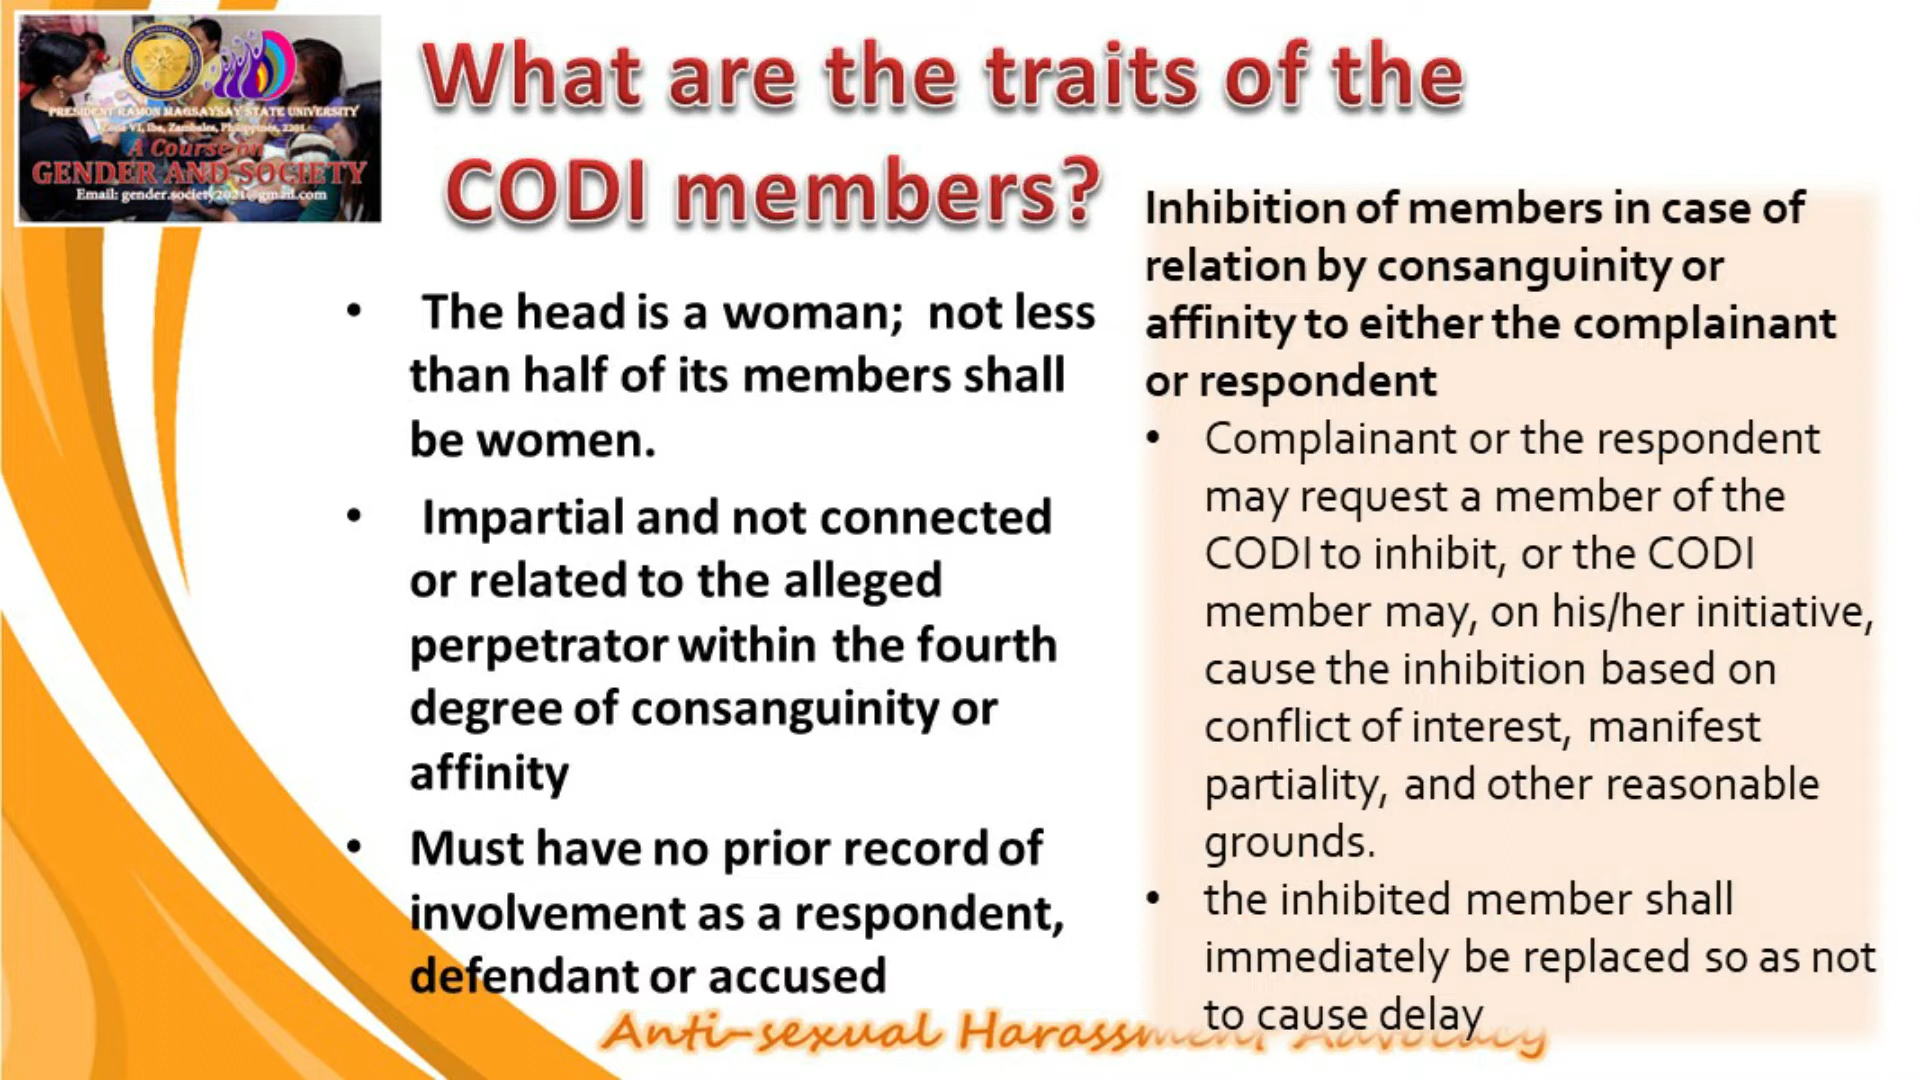 PRESIDENT RAMON MAGSAYSAY STATE UNIVERSITY
Zone VI, Iba, Zambales, Philippines, 2201
A Course on
GENDER AND SOCIETY
Email: gender.society2021@gmail.com
What are the traits of the
CODI members?
• The head is a woman; not less
than half of its members shall
be women.
• Impartial and not connected
or related to the alleged
perpetrator within the fourth
degree of consanguinity or
affinity
• Must have no prior record of
involvement as a respondent,
defendant or accused
Inhibition of members in case of
relation by consanguinity or
affinity to either the complainant
or respondent
• Complainant or the respondent
may request a member of the
CODI to inhibit, or the CODI
member may, on his/her initiative,
cause the inhibition based on
conflict of interest, manifest
partiality, and other reasonable
grounds.
• the inhibited member shall
immediately be replaced so as not
to cause delay
Anti-sexual Harassment Advocacy